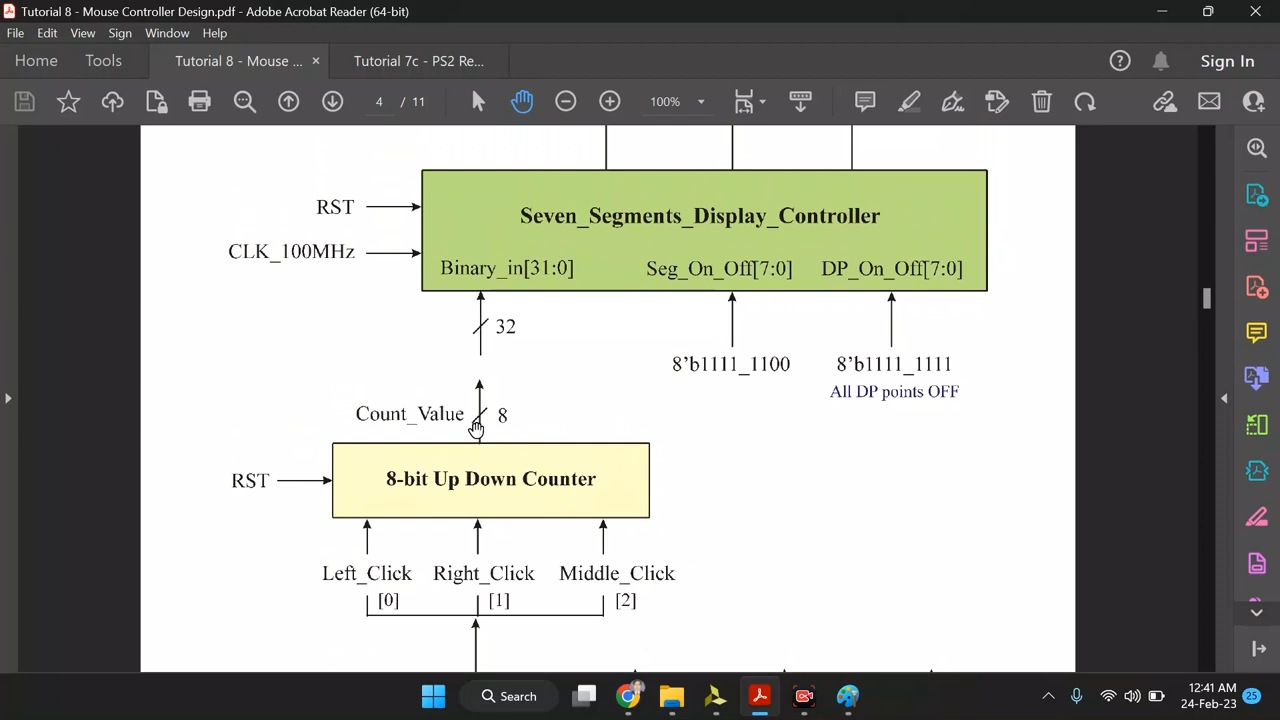 Tutorial 8 - Mouse Controller Design.pdf - Adobe Acrobat Reader (64-bit)
File Edit View Sign Window Help
Home Tools Tutorial 8 - Mouse ... × Tutorial 7c - PS2 Re... Sign In
4 / 11 100%
RST
Seven_Segments_Display_Controller
CLK_100MHz
Binary_in[31:0] Seg_On_Off[7:0] DP_On_Off[7:0]
32
8’b1111_1100 8’b1111_1111
All DP points OFF
Count_Value 8
RST 8-bit Up Down Counter
Left_Click Right_Click Middle_Click
[0] [1] [2]
Search
12:41 AM
24-Feb-23
25